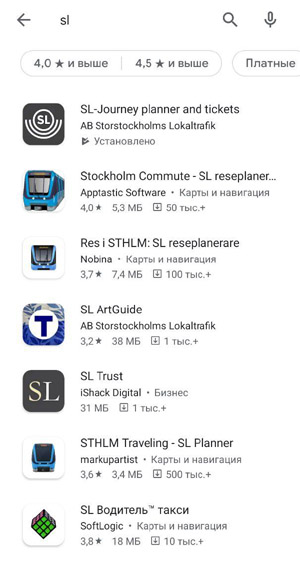 sl
4,0 ★ и выше
4,5 ★ и выше
Платные
SL
SL-Journey planner and tickets
AB Storstockholms Lokaltrafik
Установлено
Stockholm Commute - SL reseplaner...
Apptastic Software • Карты и навигация
4,0 ★ 5,3 МБ 50 тыс.+
Res i STHLM: SL reseplanerare
Nobina • Карты и навигация
3,7 ★ 7,4 МБ 100 тыс.+
T
SL ArtGuide
AB Storstockholms Lokaltrafik
3,2 ★ 38 МБ 1 тыс.+
SL
SL Trust
iShack Digital • Бизнес
31 МБ 1 тыс.+
STHLM Traveling - SL Planner
markupartist • Карты и навигация
3,6 ★ 3,4 МБ 500 тыс.+
SL Водитель™ такси
SoftLogic • Карты и навигация
3,8 ★ 18 МБ 10 тыс.+